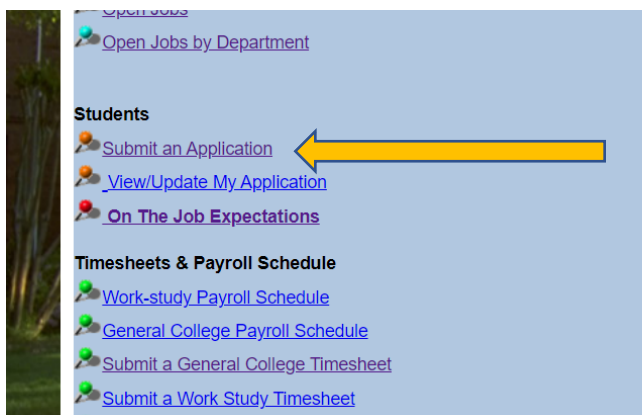 Open Jobs
Open Jobs by Department
Students
Submit an Application
View/Update My Application
On The Job Expectations
Timesheets & Payroll Schedule
Work-study Payroll Schedule
General College Payroll Schedule
Submit a General College Timesheet
Submit a Work Study Timesheet